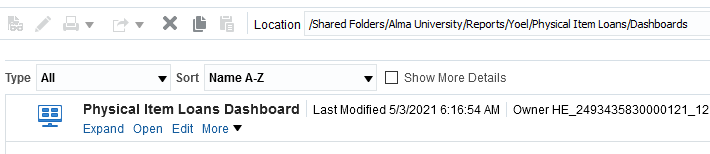 Location /Shared Folders/Alma University/Reports/Yoel/Physical Item Loans/Dashboards
Type All Sort Name A-Z Show More Details
Physical Item Loans Dashboard Last Modified 5/3/2021 6:16:54 AM Owner HE_2493435830000121_12
Expand Open Edit More